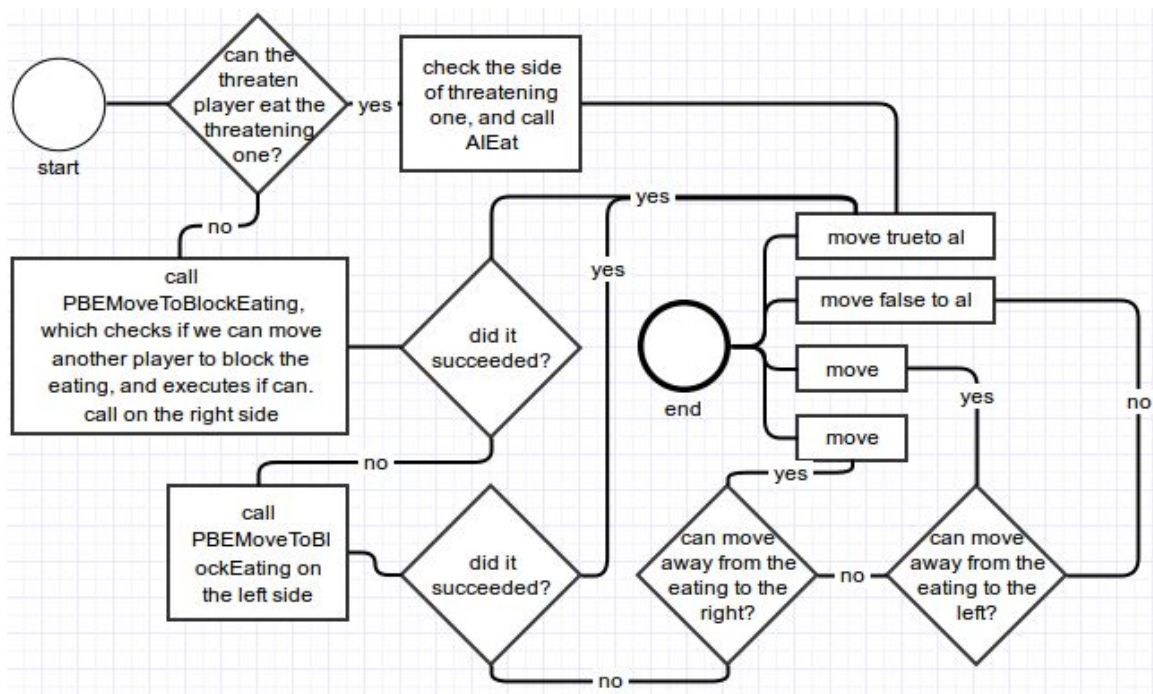 can the
threaten
player eat the
threatening
one?
start
yes
check the side
of threatening
one, and call
AIEat
no
call
PBEMoveToBlockEating,
which checks if we can move
another player to block the
eating, and executes if can.
call on the right side
did it
succeeded?
yes
yes
move trueto al
move false to al
move
move
end
yes
no
yes
no
call
PBEMoveToBl
ockEating on
the left side
did it
succeeded?
can move
away from the
eating to the
right?
no
can move
away from the
eating to the
left?
no